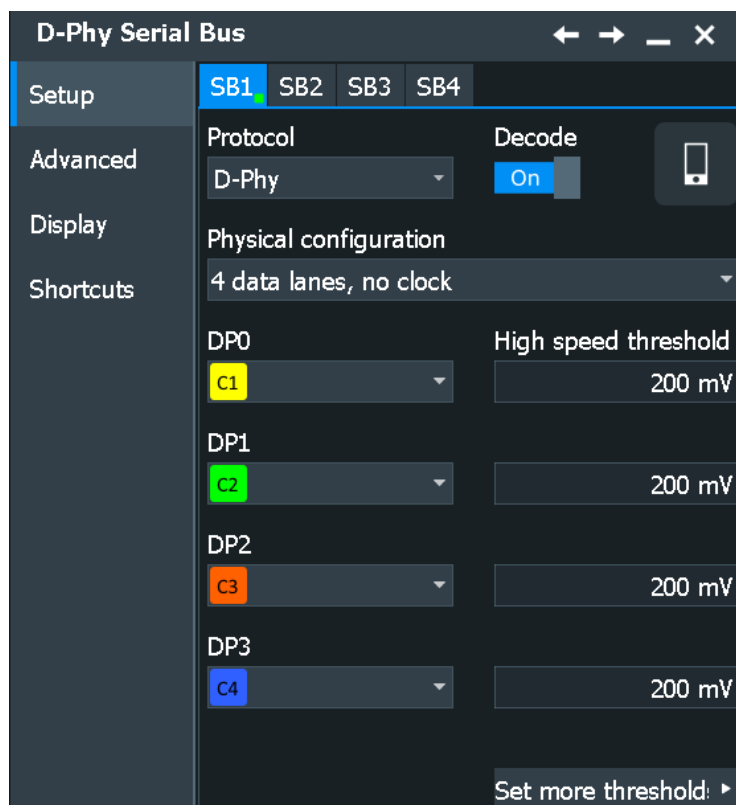 D-Phy Serial Bus
Setup
Advanced
Display
Shortcuts
SB1 SB2 SB3 SB4
Protocol Decode
D-Phy On
Physical configuration
4 data lanes, no clock
DP0 High speed threshold
C1 200 mV
DP1
C2 200 mV
DP2
C3 200 mV
DP3
C4 200 mV
Set more threshold